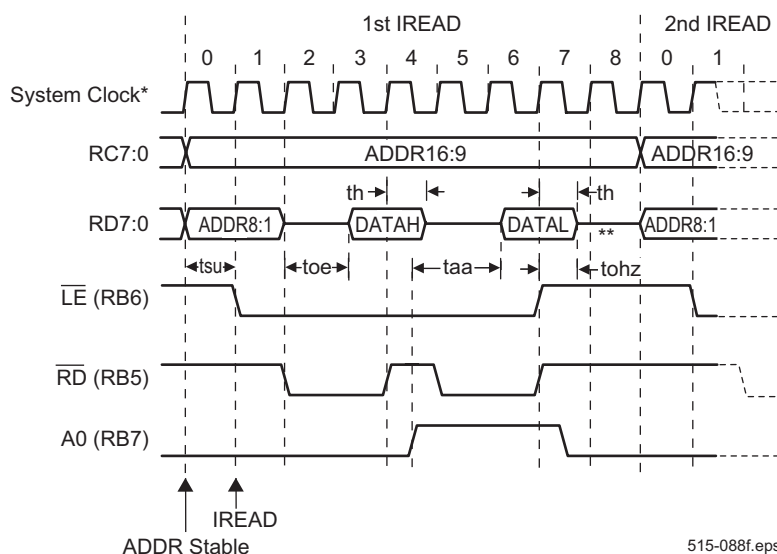 1st IREAD 2nd IREAD
0 1 2 3 4 5 6 7 8 0 1
System Clock*
RC7:0 ADDR16:9 ADDR16:9
th th
RD7:0 ADDR8:1 DATAH DATAL ** ADDR8:1
tsu toe taa tohz
LE (RB6)
RD (RB5)
A0 (RB7)
IREAD
ADDR Stable
515-088f.eps